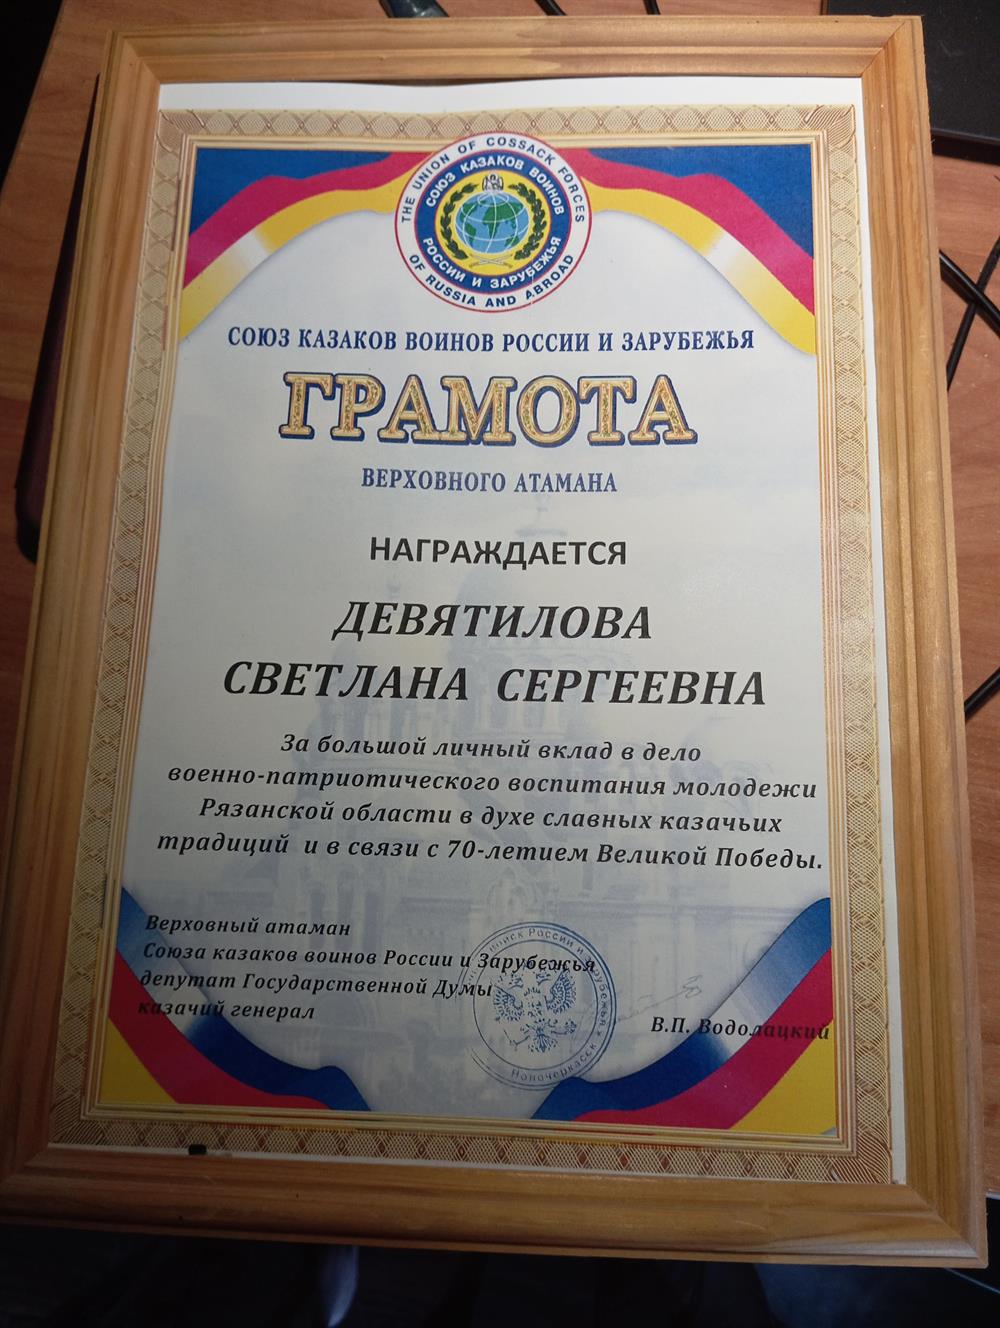 THE UNION OF COSSACK FORCES
OF RUSSIA AND ABROAD
СОЮЗ КАЗАКОВ ВОИНОВ
РОССИИ И ЗАРУБЕЖЬЯ
СОЮЗ КАЗАКОВ ВОИНОВ РОССИИ И ЗАРУБЕЖЬЯ
ГРАМОТА
ВЕРХОВНОГО АТАМАНА
НАГРАЖДАЕТСЯ
ДЕВЯТИЛОВА
СВЕТЛАНА СЕРГЕЕВНА
За большой личный вклад в дело
военно-патриотического воспитания молодежи
Рязанской области в духе славных казачьих
традиций и в связи с 70-летием Великой Победы.
Верховный атаман
Союза казаков воинов России и Зарубежья
депутат Государственной Думы
казачий генерал
В.П. Водолацкий
России и Зарубежья
Новочеркасск